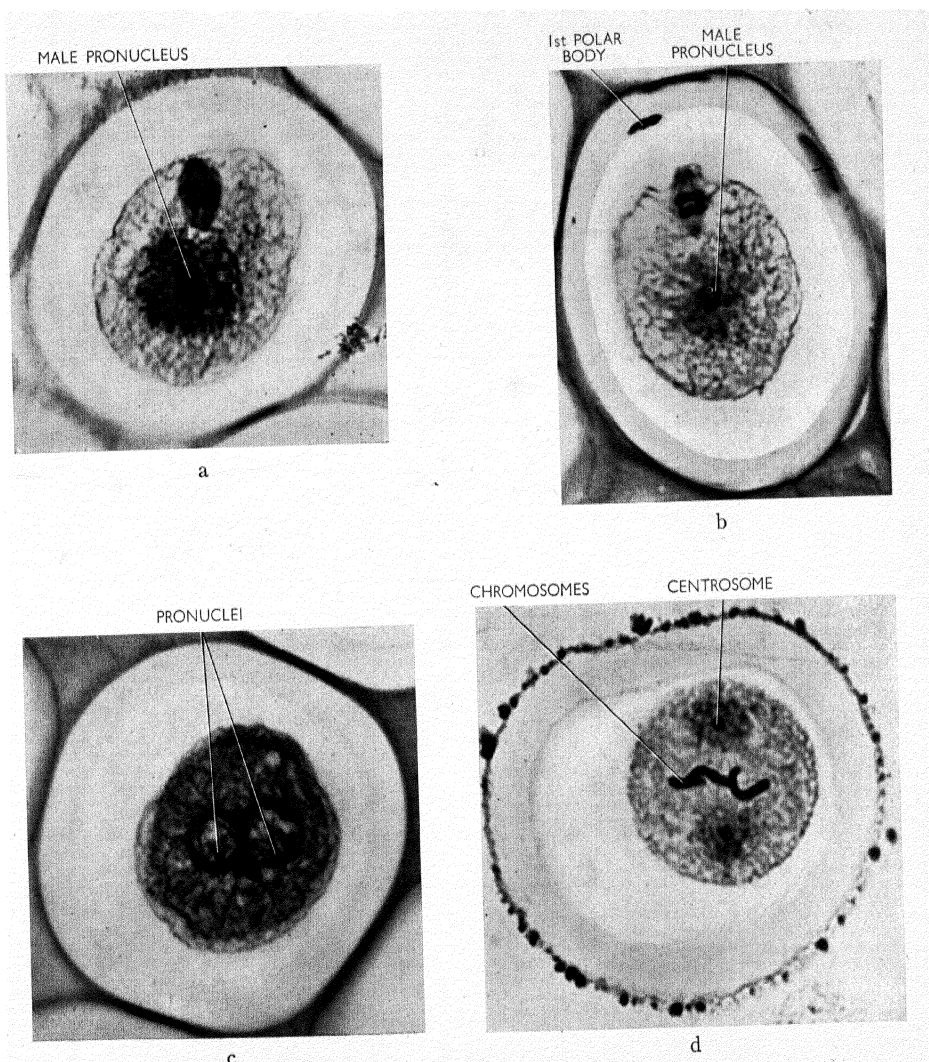 MALE PRONUCLEUS
1st POLAR
BODY
MALE
PRONUCLEUS
a
b
PRONUCLEI
CHROMOSOMES
CENTROSOME
c
d